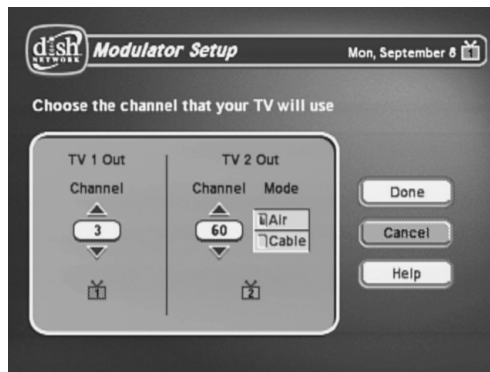 dish
NETWORK
Modulator Setup
Mon, September 8
1
Choose the channel that your TV will use
TV 1 Out
TV 2 Out
Channel
Channel Mode
3
60
Air
Cable
1
2
Done
Cancel
Help